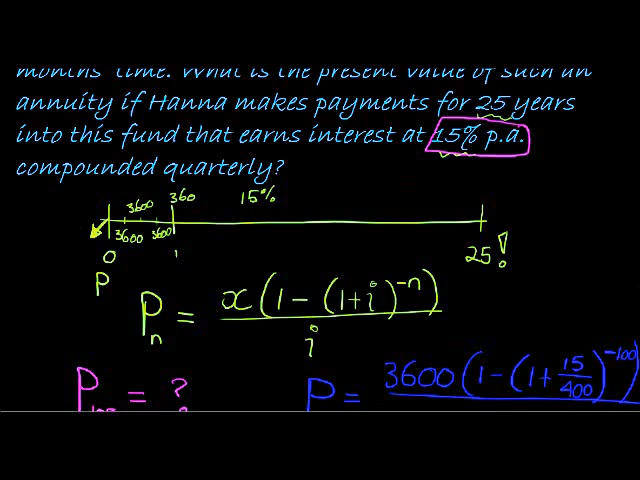 months' time. What is the present value of such an
annuity if Hanna makes payments for 25 years
into this fund that earns interest at 15% p.a.
compounded quarterly?
3600 360 15%
3600 3600
0 1 25!
P
Pn = x(1 - (1+i)^-n) / i
P = ?
P = 3600(1 - (1 + 15/400)^-100)